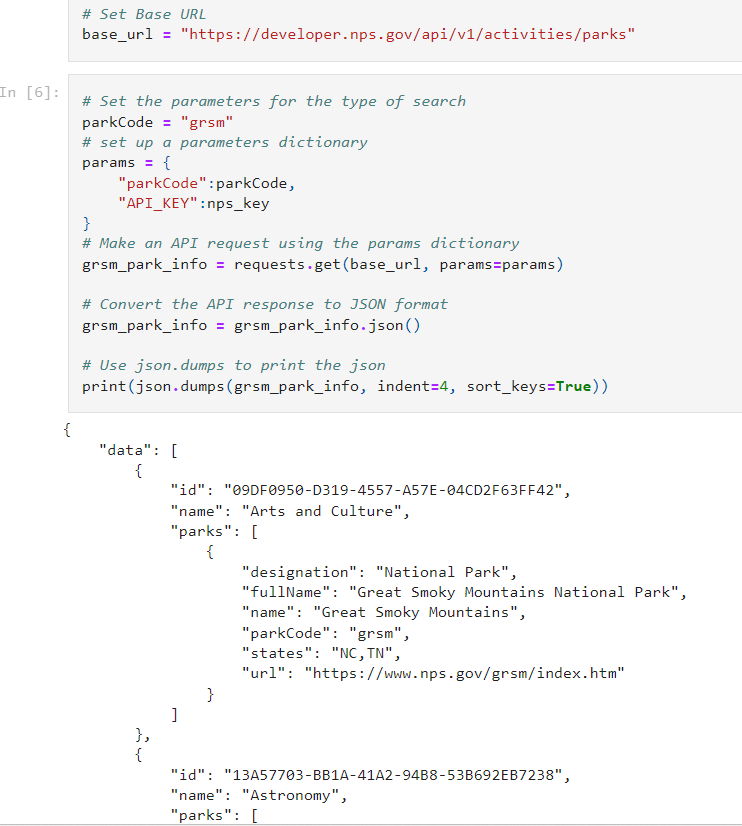 # Set Base URL
base_url = "https://developer.nps.gov/api/v1/activities/parks"
In [6]:
# Set the parameters for the type of search
parkCode = "grsm"
# set up a parameters dictionary
params = {
    "parkCode":parkCode,
    "API_KEY":nps_key
}
# Make an API request using the params dictionary
grsm_park_info = requests.get(base_url, params=params)
# Convert the API response to JSON format
grsm_park_info = grsm_park_info.json()
# Use json.dumps to print the json
print(json.dumps(grsm_park_info, indent=4, sort_keys=True))
{
    "data": [
        {
            "id": "09DF0950-D319-4557-A57E-04CD2F63FF42",
            "name": "Arts and Culture",
            "parks": [
                {
                    "designation": "National Park",
                    "fullName": "Great Smoky Mountains National Park",
                    "name": "Great Smoky Mountains",
                    "parkCode": "grsm",
                    "states": "NC,TN",
                    "url": "https://www.nps.gov/grsm/index.htm"
                }
            ]
        },
        {
            "id": "13A57703-BB1A-41A2-94B8-53B692EB7238",
            "name": "Astronomy",
            "parks": [